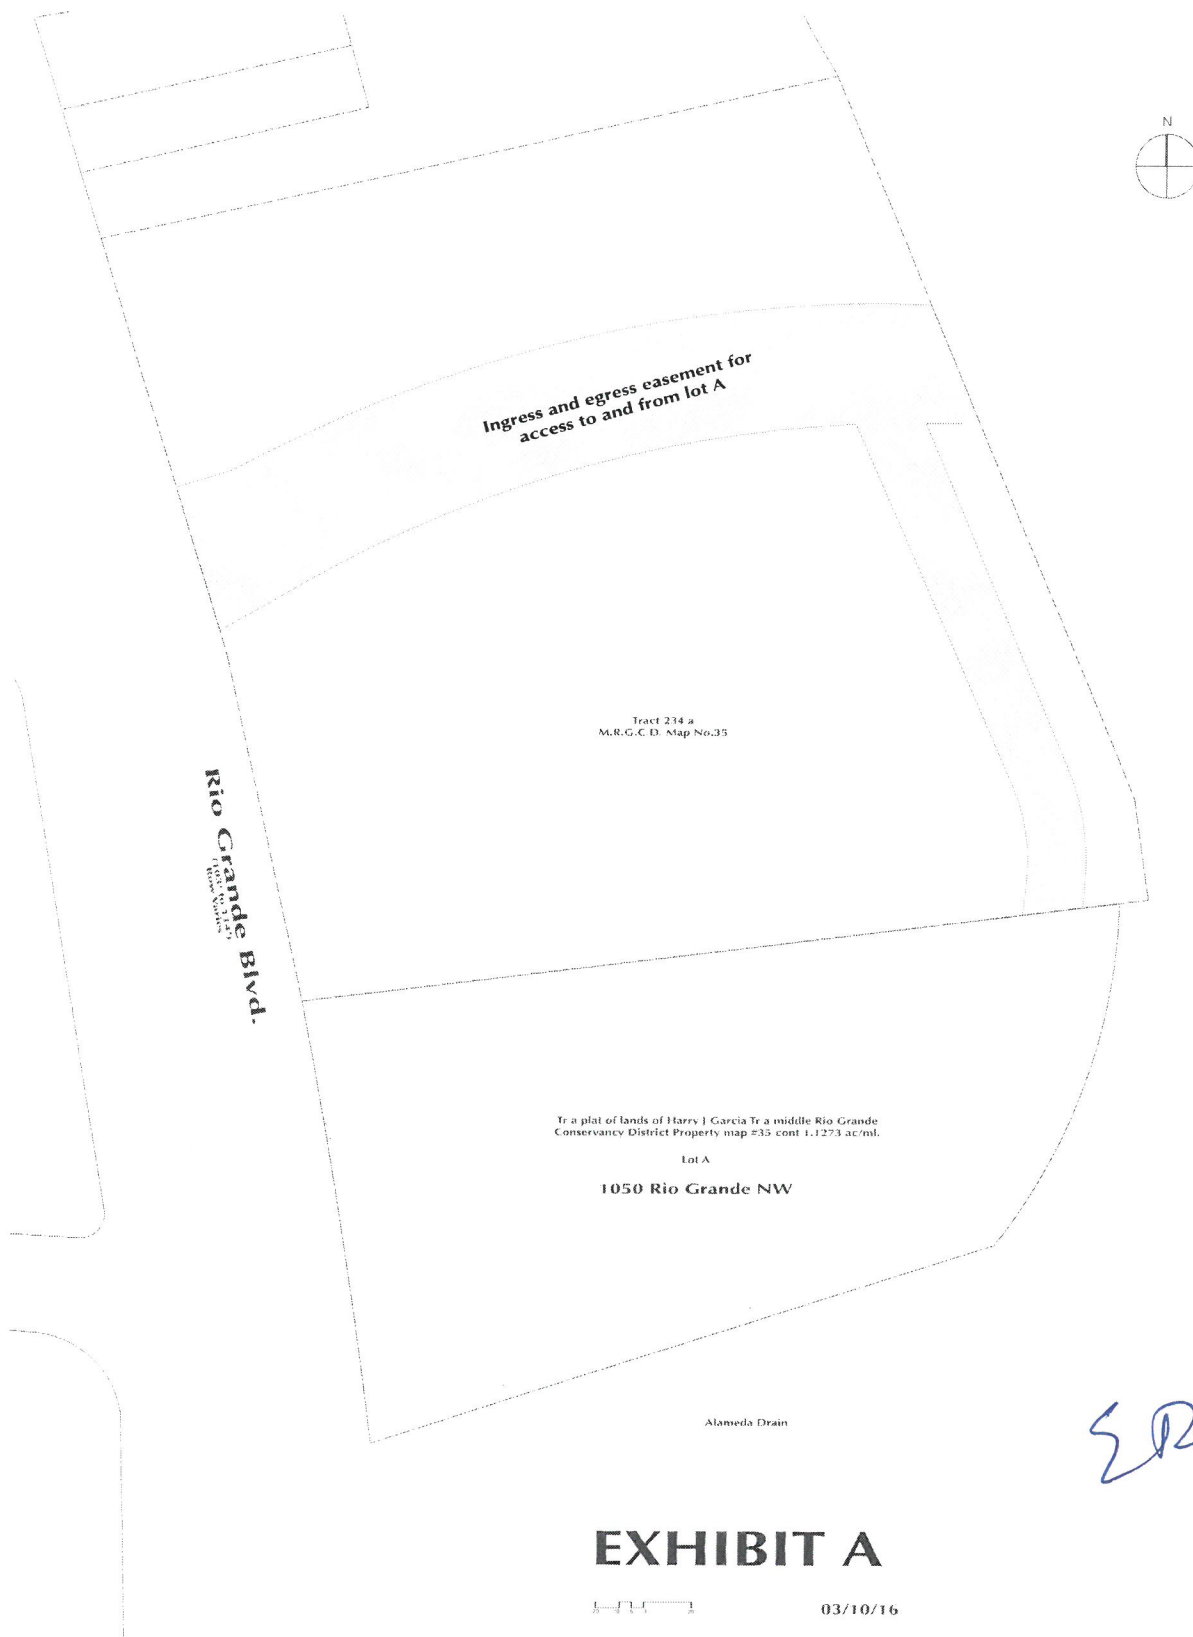 N
Ingress and egress easement for
access to and from lot A
Tract 234 a
M.R.G.C.D. Map No.35
Rio Grande Blvd.
Tr a plat of lands of Harry J Garcia Tr a middle Rio Grande
Conservancy District Property map #35 cont 1.1273 ac/ml.
Lot A
1050 Rio Grande NW
Alameda Drain
EXHIBIT A
03/10/16